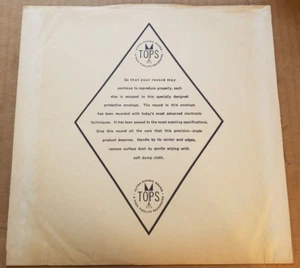 TOPS
So that your record may
continue to reproduce properly, each
disc is encased in this specially designed
protective envelope. The record in this envelope
has been recorded with today's most advanced electronic
techniques. It has been passed to the most exacting specifications.
Give this record all the care that this precision-made
product deserves. Handle by its center and edges,
remove surface dust by gentle wiping with
soft damp cloth.
TOPS